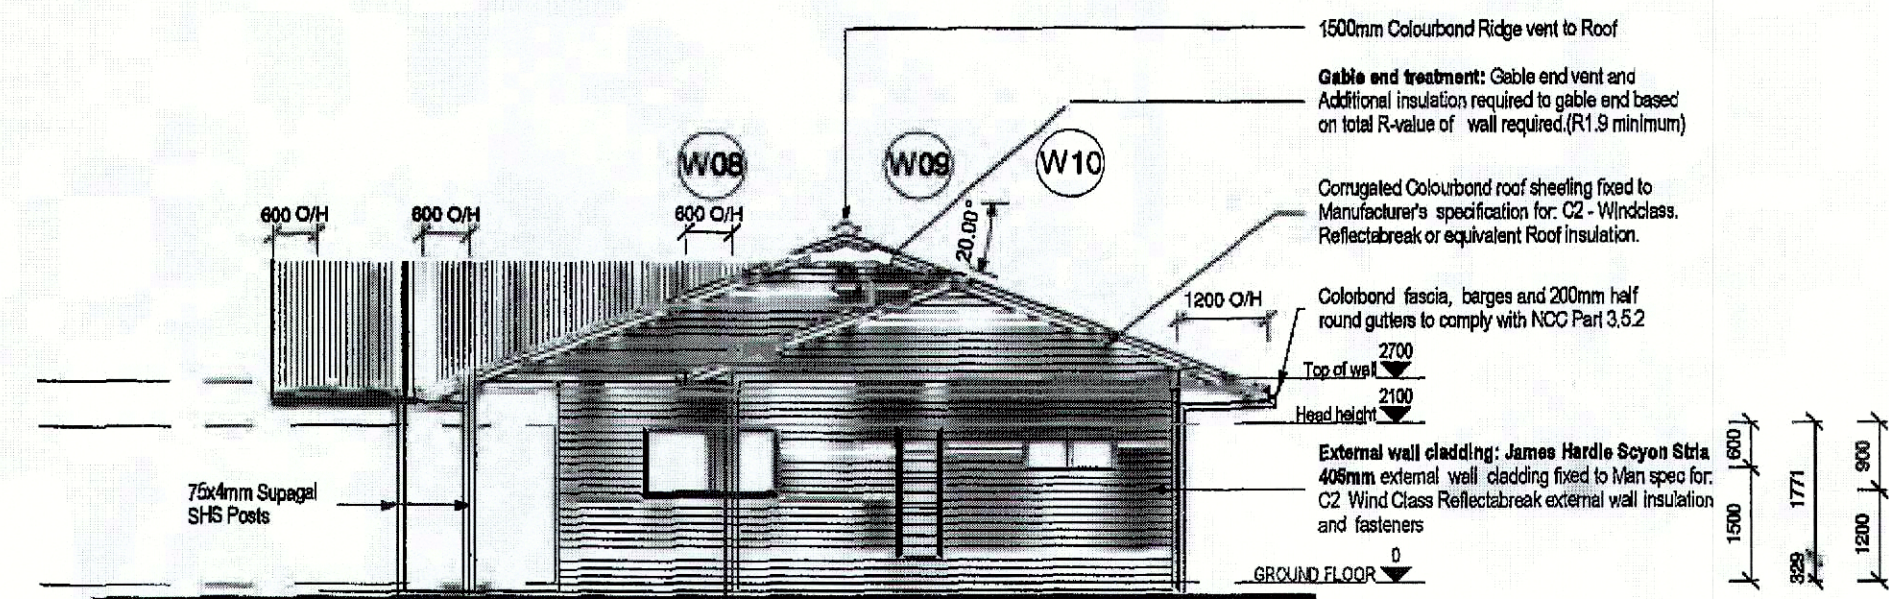 1500mm Colourbond Ridge vent to Roof
Gable end treatment: Gable end vent and
Additional insulation required to gable end based
on total R-value of wall required.(R1.9 minimum)
W08
W09
W10
Corrugated Colourbond roof sheeting fixed to
Manufacturer's specification for: C2 - Windclass.
Reflectabreak or equivalent Roof insulation.
600 O/H
600 O/H
600 O/H
20.00°
1200 O/H
Colorbond fascia, barges and 200mm half
round gutters to comply with NCC Part 3.5.2
2700
Top of wall
2100
Head height
External wall cladding: James Hardie Scyon Stria
405mm external wall cladding fixed to Man spec for:
C2 Wind Class Reflectabreak external wall insulation
and fasteners
75x4mm Supagal
SHS Posts
0
GROUND FLOOR
600
1500
1771
329
900
1200